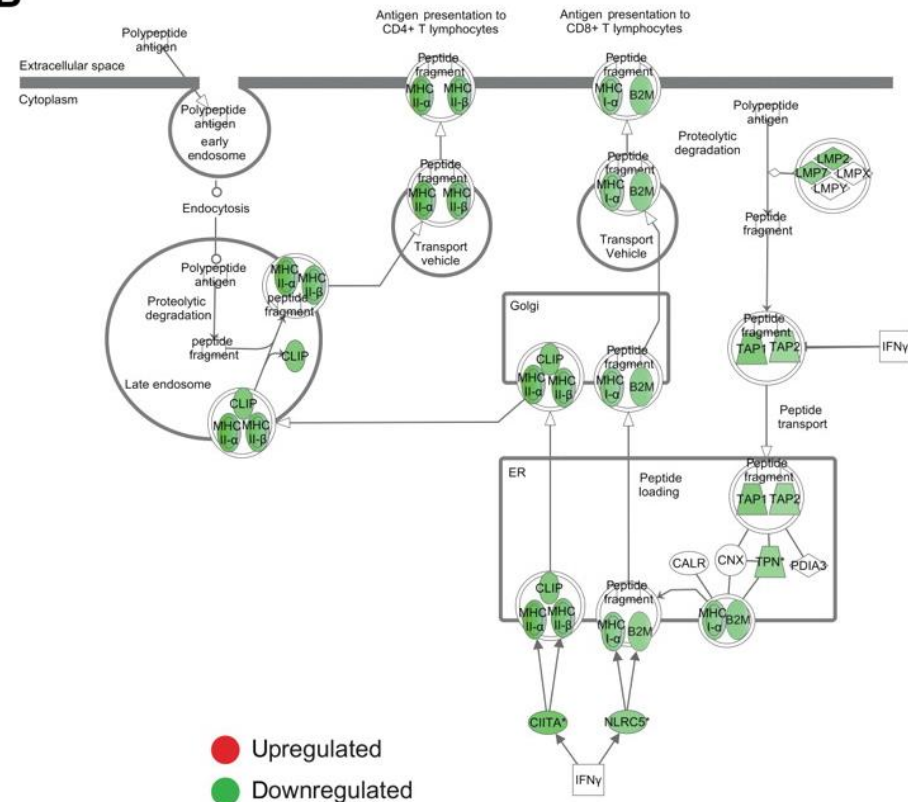 B
Antigen presentation to
CD4+ T lymphocytes
Antigen presentation to
CD8+ T lymphocytes
Polypeptide
antigen
Extracellular space
Cytoplasm
Peptide
fragment
MHC
II-α
MHC
II-β
Peptide
fragment
MHC
I-α
B2M
Polypeptide
antigen
early
endosome
Polypeptide
antigen
Proteolytic
degradation
LMP2
LMP7
LMPX
LMPY
Peptide
fragment
MHC
II-α
MHC
II-β
Transport
vehicle
Peptide
fragment
MHC
I-α
B2M
Transport
Vehicle
Endocytosis
Peptide
fragment
Polypeptide
antigen
Proteolytic
degradation
peptide
fragment
MHC
II-α
MHC
II-β
peptide
fragment
CLIP
Late endosome
CLIP
MHC
II-α
MHC
II-β
Golgi
CLIP
MHC
II-α
MHC
II-β
Peptide
fragment
MHC
I-α
B2M
Peptide
fragment
TAP1
TAP2
IFNγ
Peptide
transport
ER
Peptide
loading
Peptide
fragment
TAP1
TAP2
CALR
CNX
TPN*
PDIA3
CLIP
MHC
II-α
MHC
II-β
Peptide
fragment
MHC
I-α
B2M
MHC
I-α
B2M
CIITA*
NLRC5*
IFNγ
Upregulated
Downregulated